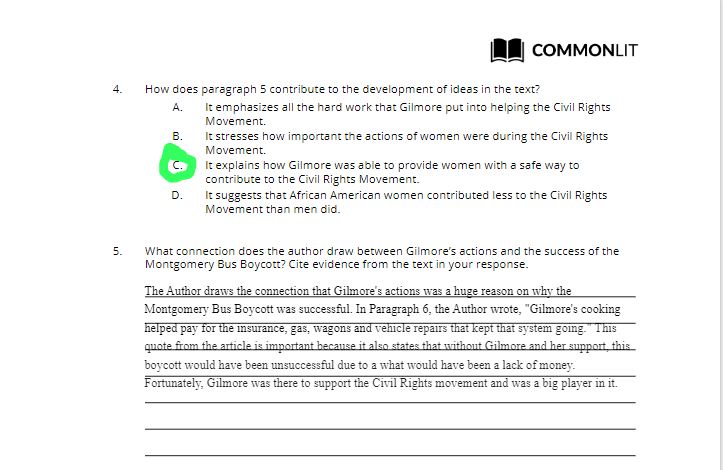 COMMONLIT
4. How does paragraph 5 contribute to the development of ideas in the text?
A. It emphasizes all the hard work that Gilmore put into helping the Civil Rights
Movement.
B. It stresses how important the actions of women were during the Civil Rights
Movement.
C. It explains how Gilmore was able to provide women with a safe way to
contribute to the Civil Rights Movement.
D. It suggests that African American women contributed less to the Civil Rights
Movement than men did.
5. What connection does the author draw between Gilmore's actions and the success of the
Montgomery Bus Boycott? Cite evidence from the text in your response.
The Author draws the connection that Gilmore's actions was a huge reason on why the
Montgomery Bus Boycott was successful. In Paragraph 6, the Author wrote, "Gilmore's cooking
helped pay for the insurance, gas, wagons and vehicle repairs that kept that system going." This
quote from the article is important because it also states that without Gilmore and her support, this
boycott would have been unsuccessful due to a what would have been a lack of money.
Fortunately, Gilmore was there to support the Civil Rights movement and was a big player in it.